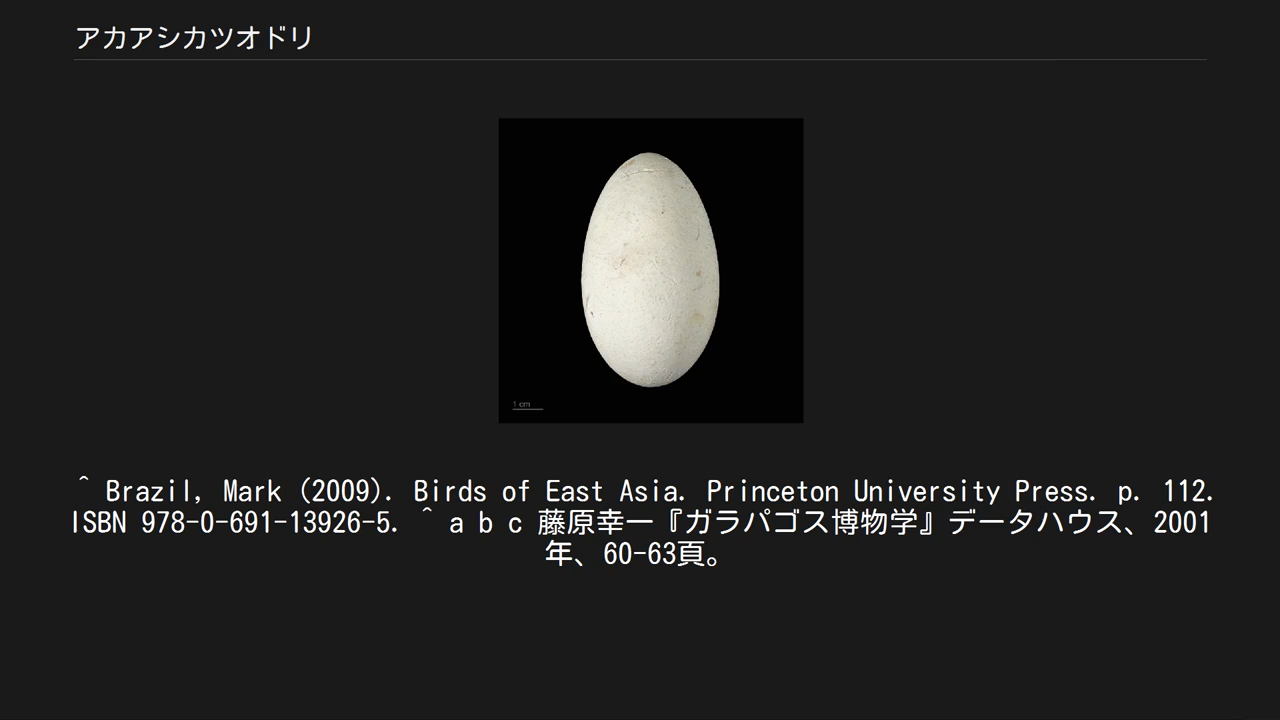 アカアシカツオドリ
1 cm
^ Brazil, Mark (2009). Birds of East Asia. Princeton University Press. p. 112.
ISBN 978-0-691-13926-5. ^ a b c 藤原幸一『ガラパゴス博物学』データハウス、2001
年、60-63頁。